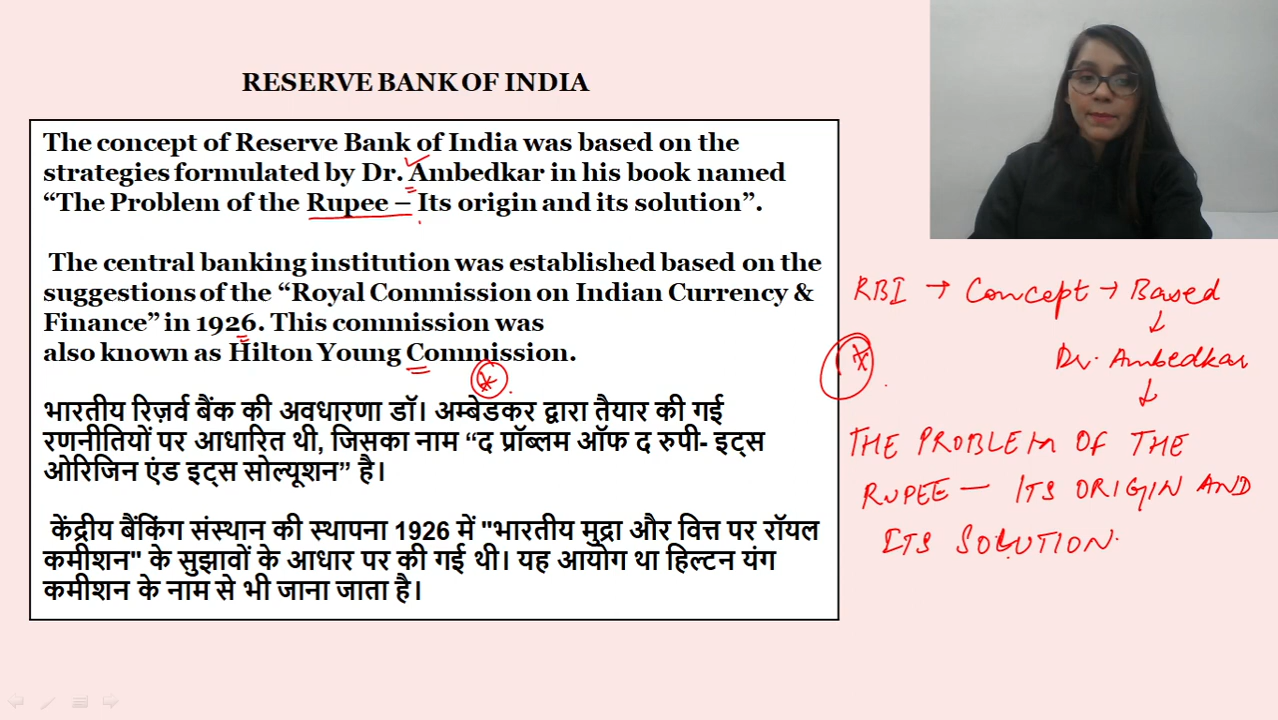 RESERVE BANK OF INDIA
The concept of Reserve Bank of India was based on the
strategies formulated by Dr. Ambedkar in his book named
“The Problem of the Rupee – Its origin and its solution”.
The central banking institution was established based on the
suggestions of the “Royal Commission on Indian Currency &
Finance” in 1926. This commission was
also known as Hilton Young Commission.
भारतीय रिज़र्व बैंक की अवधारणा डॉ। अम्बेडकर द्वारा तैयार की गई
रणनीतियों पर आधारित थी, जिसका नाम “द प्रॉब्लम ऑफ द रुपी- इट्स
ओरिजिन एंड इट्स सोल्यूशन” है।
केंद्रीय बैंकिंग संस्थान की स्थापना 1926 में "भारतीय मुद्रा और वित्त पर रॉयल
कमीशन" के सुझावों के आधार पर की गई थी। यह आयोग था हिल्टन यंग
कमीशन के नाम से भी जाना जाता है।
RBI → Concept → Based
↓
Dr. Ambedkar
↓
THE PROBLEM OF THE
RUPEE — ITS ORIGIN AND
ITS SOLUTION.